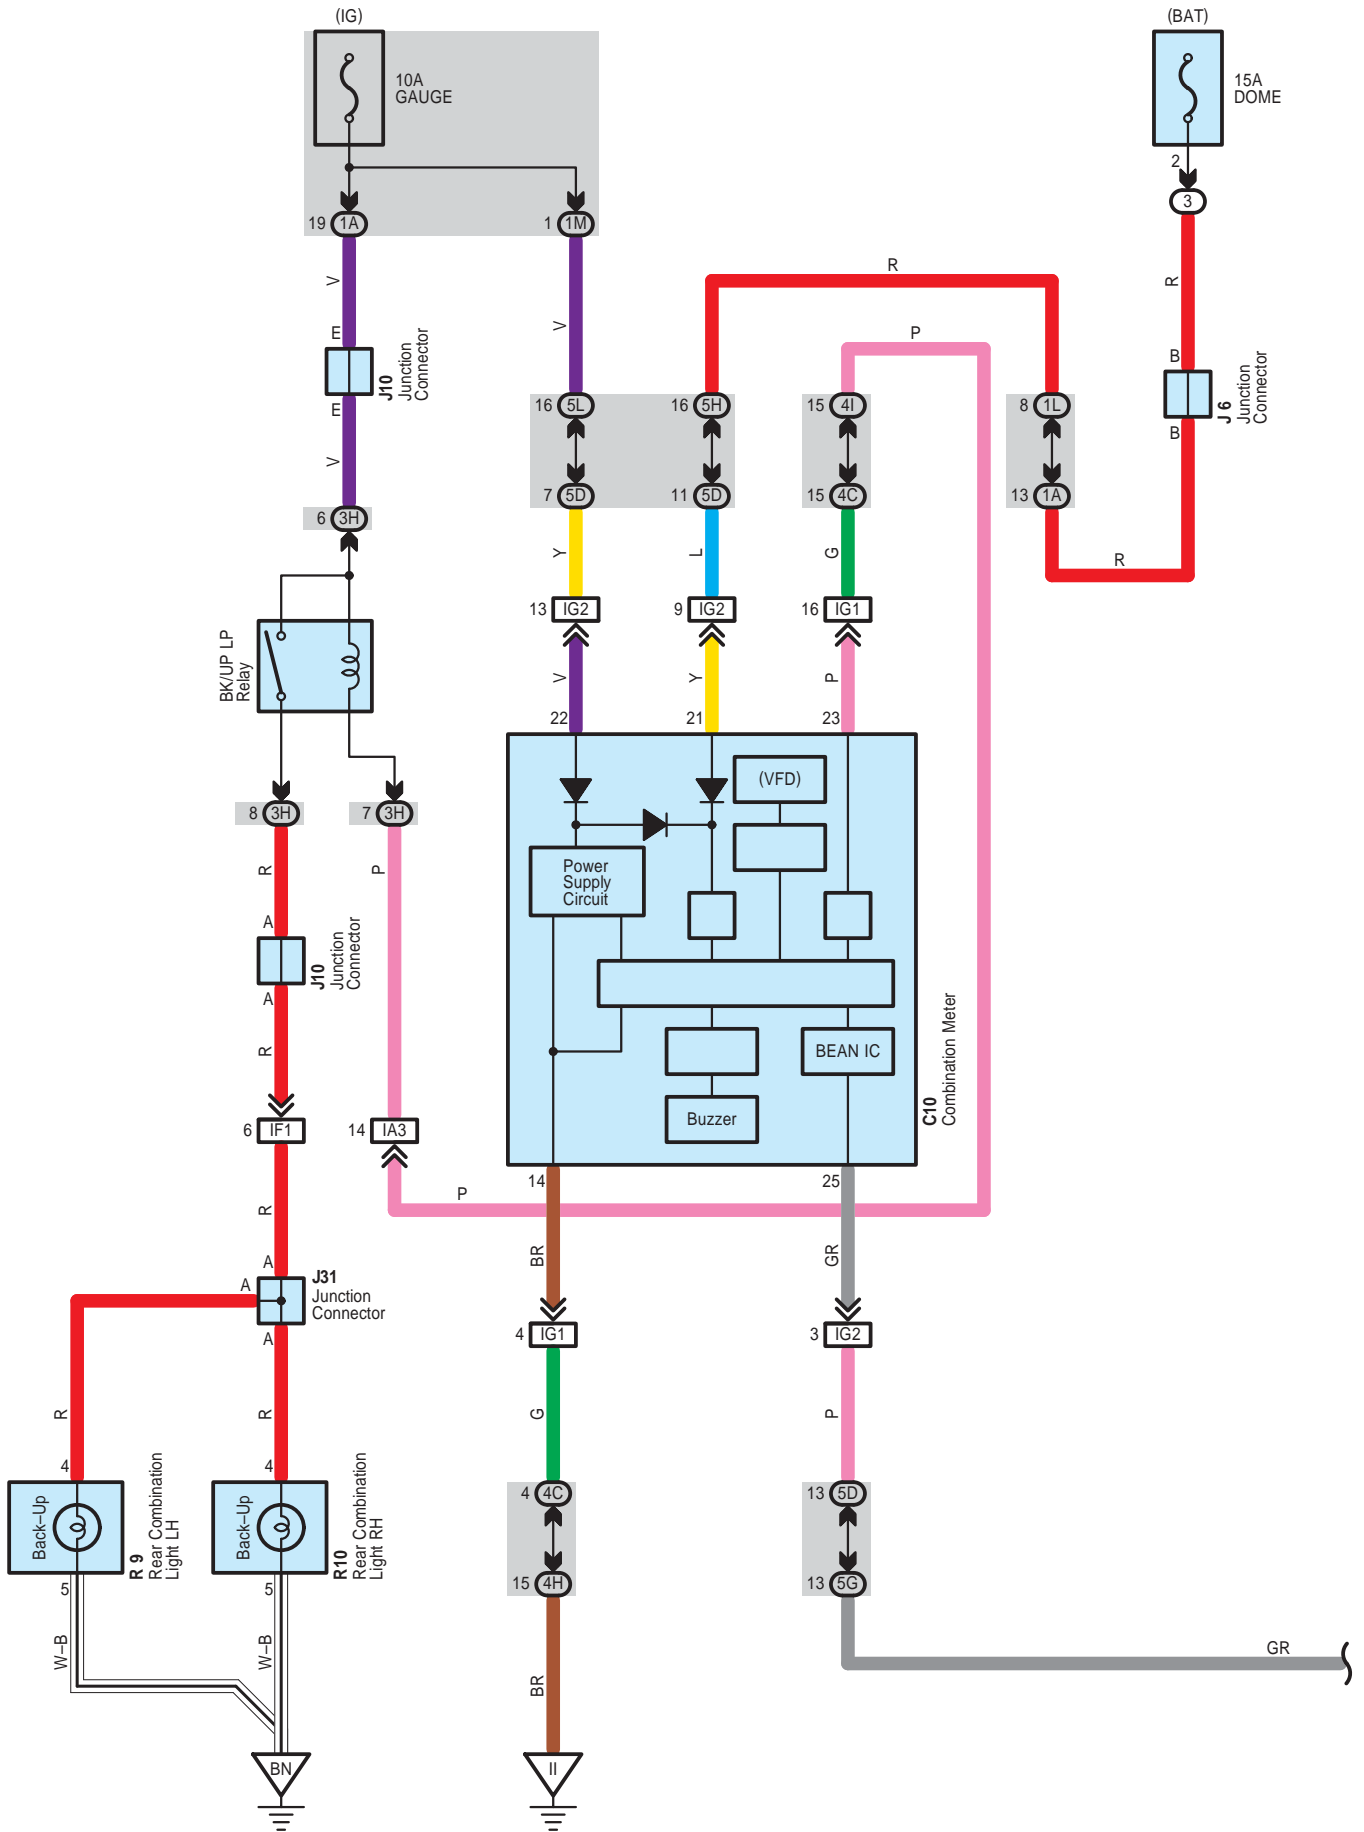 (IG)
(BAT)
10A
GAUGE
15A
DOME
2
3
19 1A
1 1M
V
V
R
R
P
E
J10
Junction
Connector
E
B
J 6
Junction
Connector
B
16 5L
16 5H
15 4I
8 1L
V
7 5D
11 5D
15 4C
13 1A
6 3H
Y
L
G
R
13 IG2
9 IG2
16 IG1
BK/UP LP
Relay
V
Y
P
22
21
23
(VFD)
8 3H
7 3H
R
P
Power
Supply
Circuit
A
J10
Junction
Connector
A
R
BEAN IC
C10
Combination Meter
Buzzer
6 IF1
14 IA3
14
25
P
R
BR
GR
A
A
J31
Junction
Connector
A
4 IG1
3 IG2
R
R
G
P
4
4
Back–Up
R 9
Rear Combination
Light LH
Back–Up
R10
Rear Combination
Light RH
4 4C
13 5D
5
5
15 4H
13 5G
W–B
W–B
BR
GR
BN
II